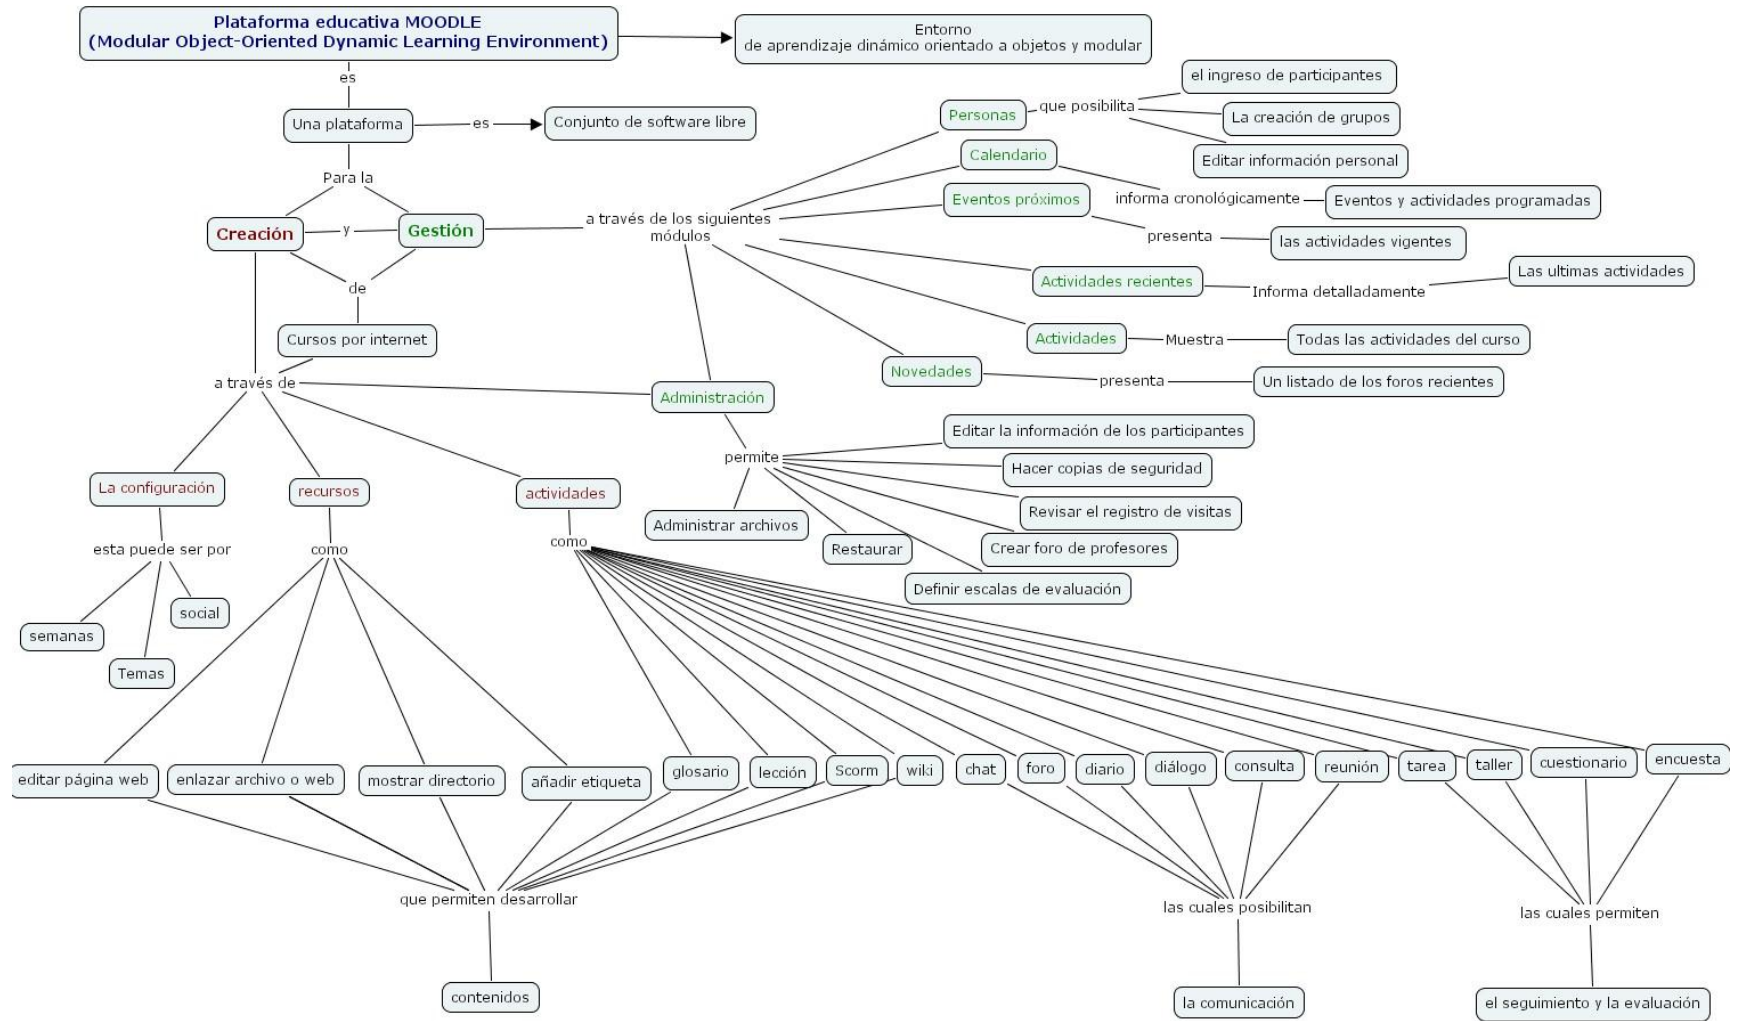 Plataforma educativa MOODLE
(Modular Object-Oriented Dynamic Learning Environment)
Entorno
de aprendizaje dinámico orientado a objetos y modular
es
Una plataforma
es
Conjunto de software libre
Para la
Creación
y
Gestión
de
Cursos por internet
a través de los siguientes
módulos
Personas
que posibilita
el ingreso de participantes
La creación de grupos
Editar información personal
Calendario
informa cronológicamente
Eventos y actividades programadas
Eventos próximos
presenta
las actividades vigentes
Actividades recientes
Informa detalladamente
Las ultimas actividades
Actividades
Muestra
Todas las actividades del curso
Novedades
presenta
Un listado de los foros recientes
a través de
Administración
permite
Editar la información de los participantes
Hacer copias de seguridad
Revisar el registro de visitas
Crear foro de profesores
Definir escalas de evaluación
Restaurar
Administrar archivos
La configuración
esta puede ser por
semanas
Temas
social
recursos
como
editar página web
enlazar archivo o web
mostrar directorio
añadir etiqueta
actividades
como
glosario
lección
Scorm
wiki
chat
foro
diario
diálogo
consulta
reunión
tarea
taller
cuestionario
encuesta
que permiten desarrollar
contenidos
las cuales posibilitan
la comunicación
las cuales permiten
el seguimiento y la evaluación